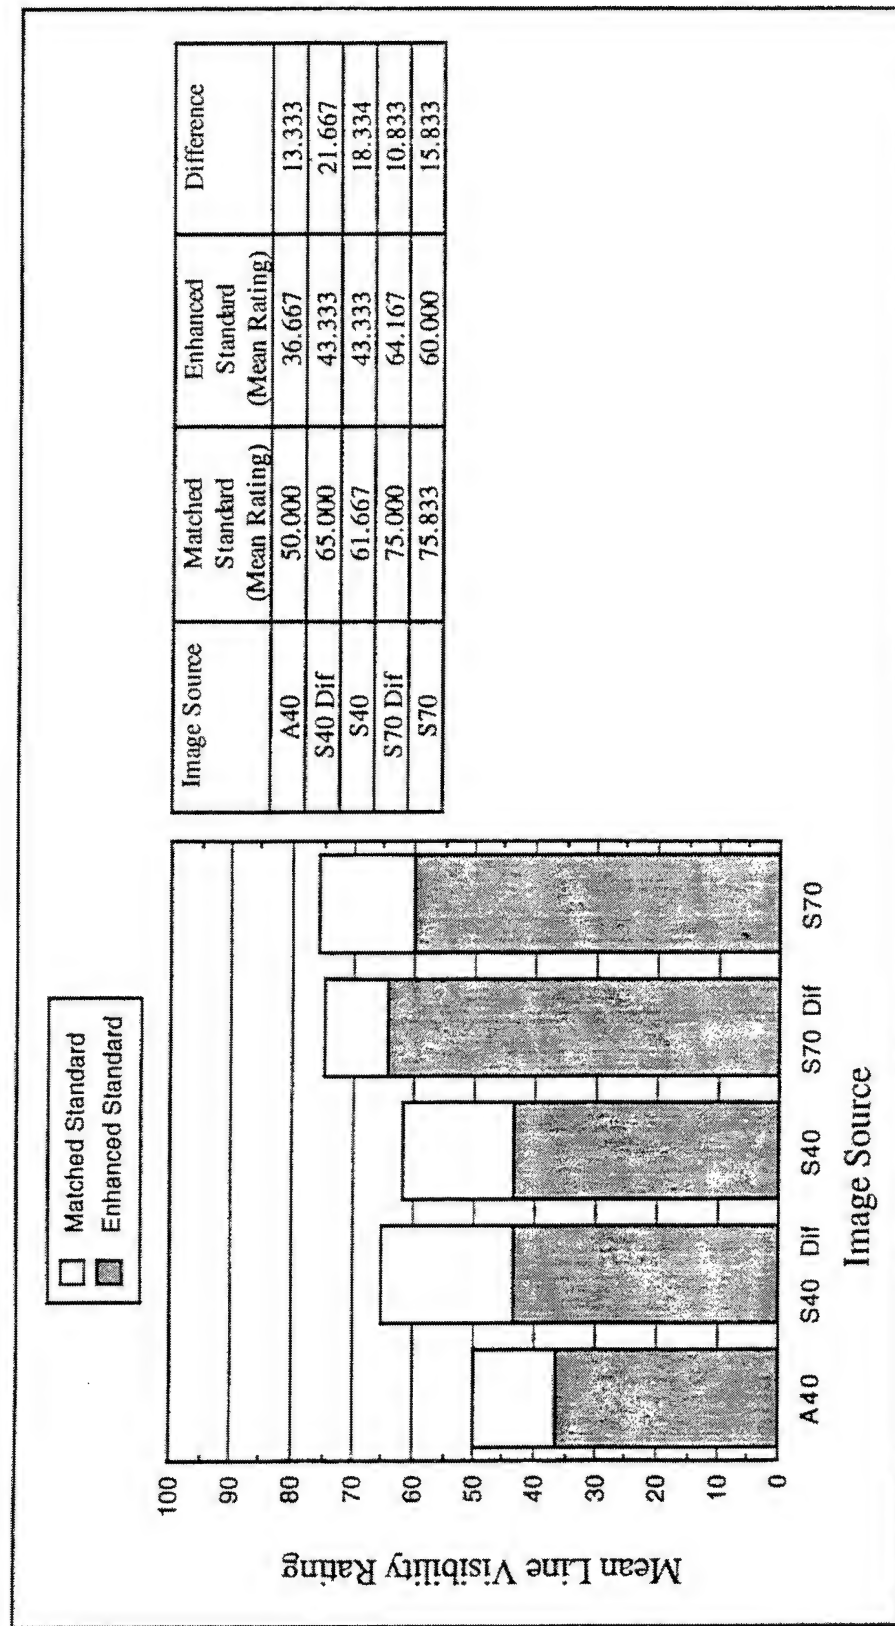 Matched Standard
Enhanced Standard
Mean Line Visibility Rating
100
90
80
70
60
50
40
30
20
10
0
A40
S40 Dif
S40
S70 Dif
S70
Image Source
Image Source Matched Standard (Mean Rating) Enhanced Standard (Mean Rating) Difference
A40 50.000 36.667 13.333
S40 Dif 65.000 43.333 21.667
S40 61.667 43.333 18.334
S70 Dif 75.000 64.167 10.833
S70 75.833 60.000 15.833